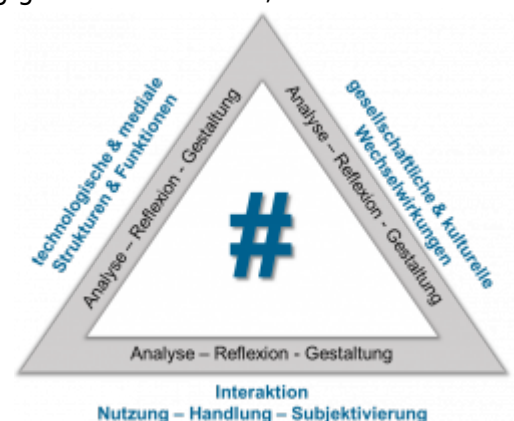 technologische & mediale
Strukturen & Funktionen
Analyse – Reflexion - Gestaltung
gesellschaftliche & kulturelle
Wechselwirkungen
Analyse – Reflexion - Gestaltung
#
Analyse – Reflexion - Gestaltung
Interaktion
Nutzung – Handlung – Subjektivierung